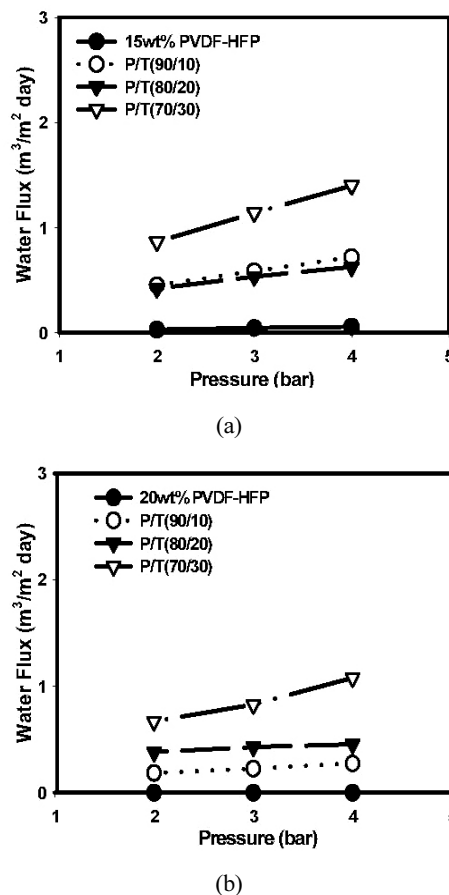 3
2
1
0
Water Flux (m³/m² day)
15wt% PVDF-HFP
P/T(90/10)
P/T(80/20)
P/T(70/30)
1 2 3 4 5
Pressure (bar)
(a)
3
2
1
0
Water Flux (m³/m² day)
20wt% PVDF-HFP
P/T(90/10)
P/T(80/20)
P/T(70/30)
1 2 3 4 5
Pressure (bar)
(b)